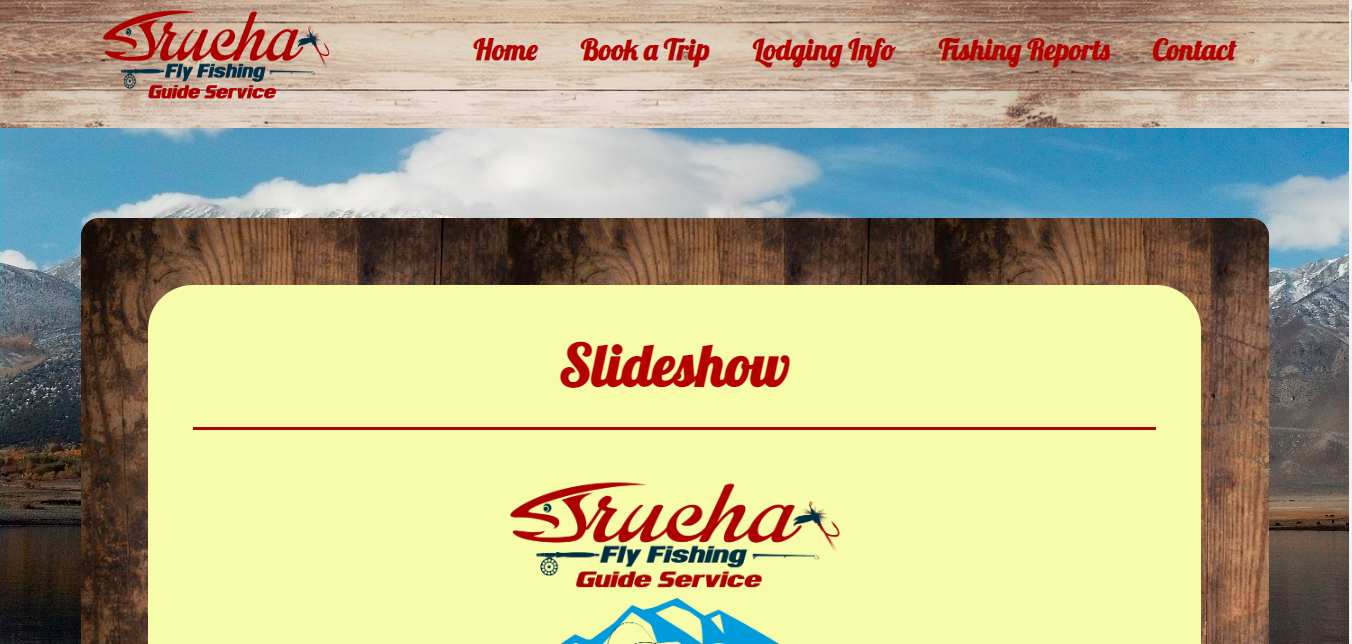 Trucha
Fly Fishing
Guide Service
Home Book a Trip Lodging Info Fishing Reports Contact
Slideshow
Trucha
Fly Fishing
Guide Service